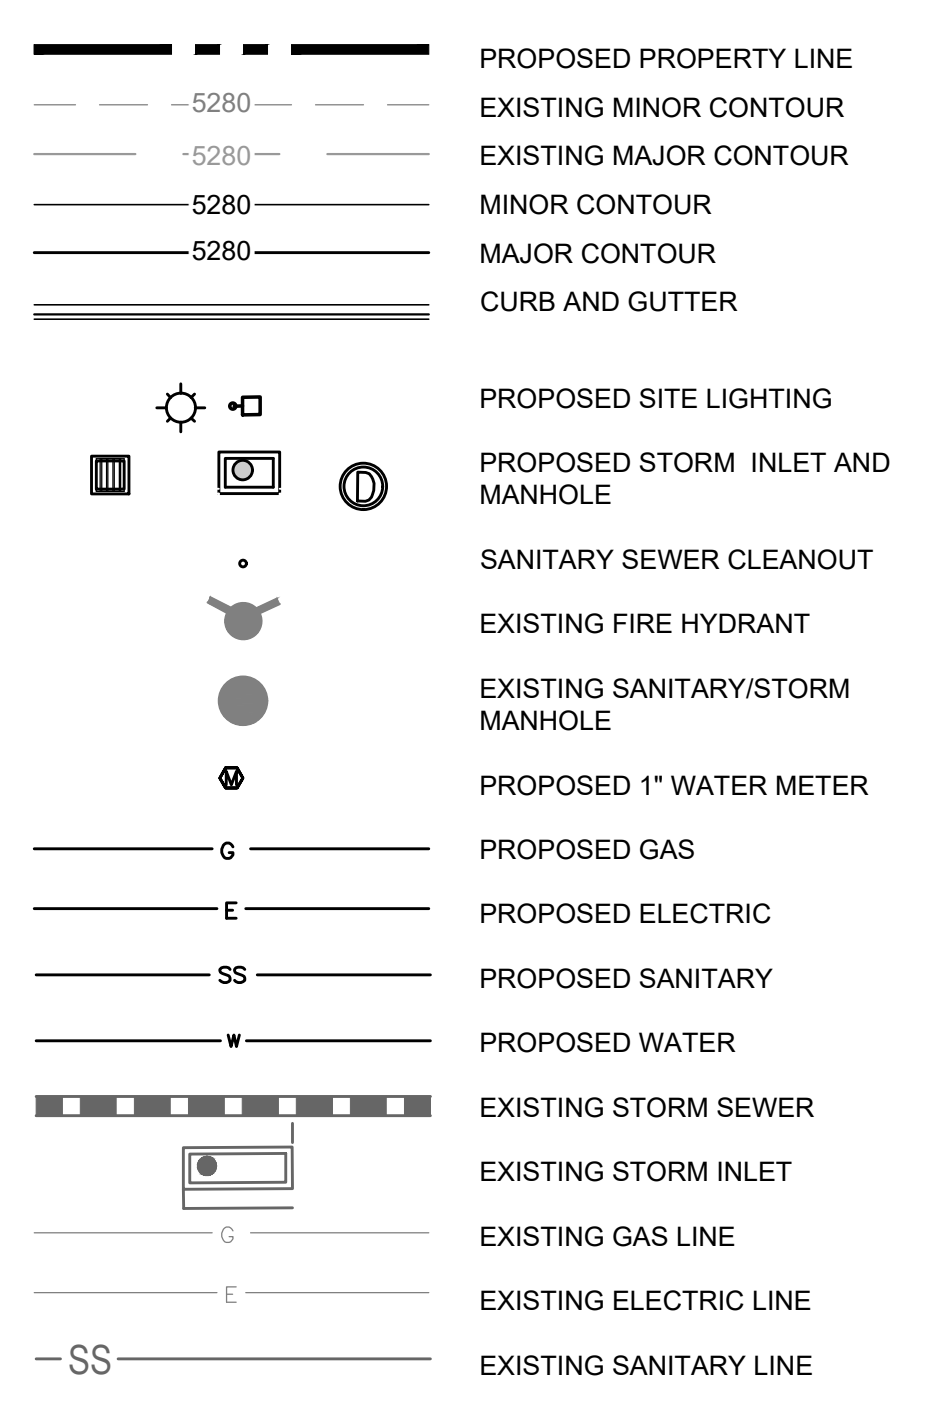 PROPOSED PROPERTY LINE
5280 EXISTING MINOR CONTOUR
5280 EXISTING MAJOR CONTOUR
5280 MINOR CONTOUR
5280 MAJOR CONTOUR
CURB AND GUTTER
PROPOSED SITE LIGHTING
PROPOSED STORM INLET AND
D
MANHOLE
SANITARY SEWER CLEANOUT
EXISTING FIRE HYDRANT
EXISTING SANITARY/STORM
MANHOLE
M PROPOSED 1" WATER METER
G PROPOSED GAS
E PROPOSED ELECTRIC
SS PROPOSED SANITARY
W PROPOSED WATER
EXISTING STORM SEWER
EXISTING STORM INLET
G EXISTING GAS LINE
E EXISTING ELECTRIC LINE
SS EXISTING SANITARY LINE